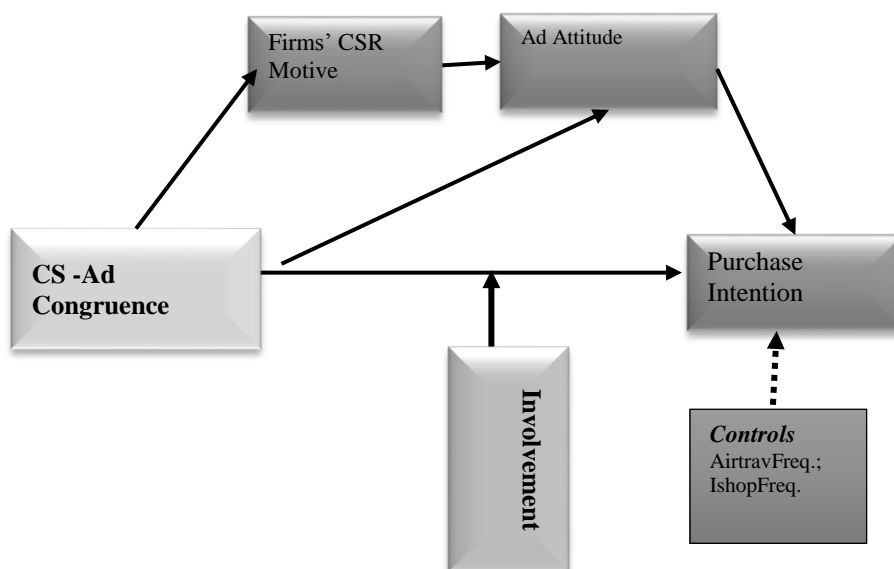 Firms' CSR
Motive
Ad Attitude
CS -Ad
Congruence
Purchase
Intention
Involvement
Controls
AirtravFreq.;
IshopFreq.